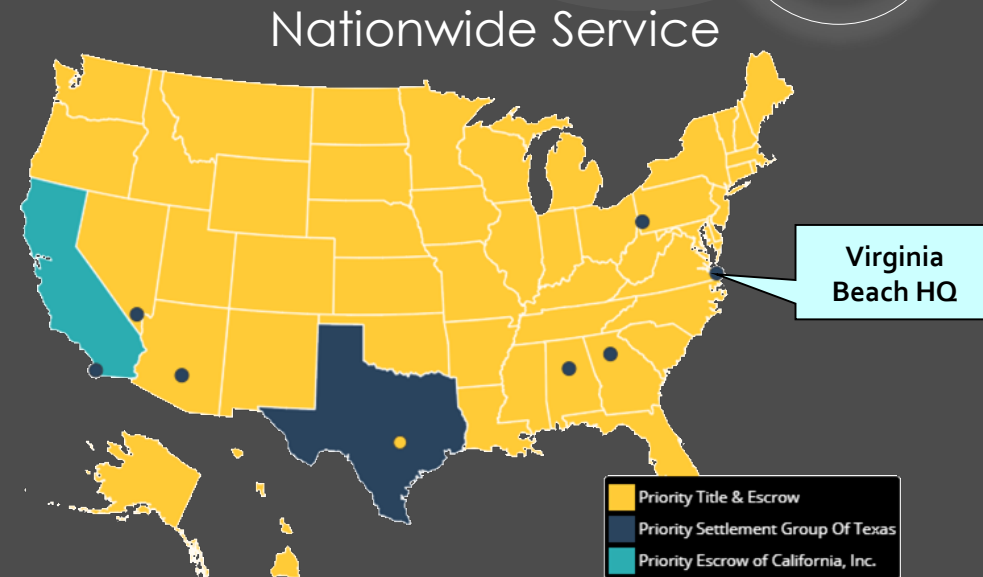 Nationwide Service
Virginia
Beach HQ
Priority Title & Escrow
Priority Settlement Group Of Texas
Priority Escrow of California, Inc.